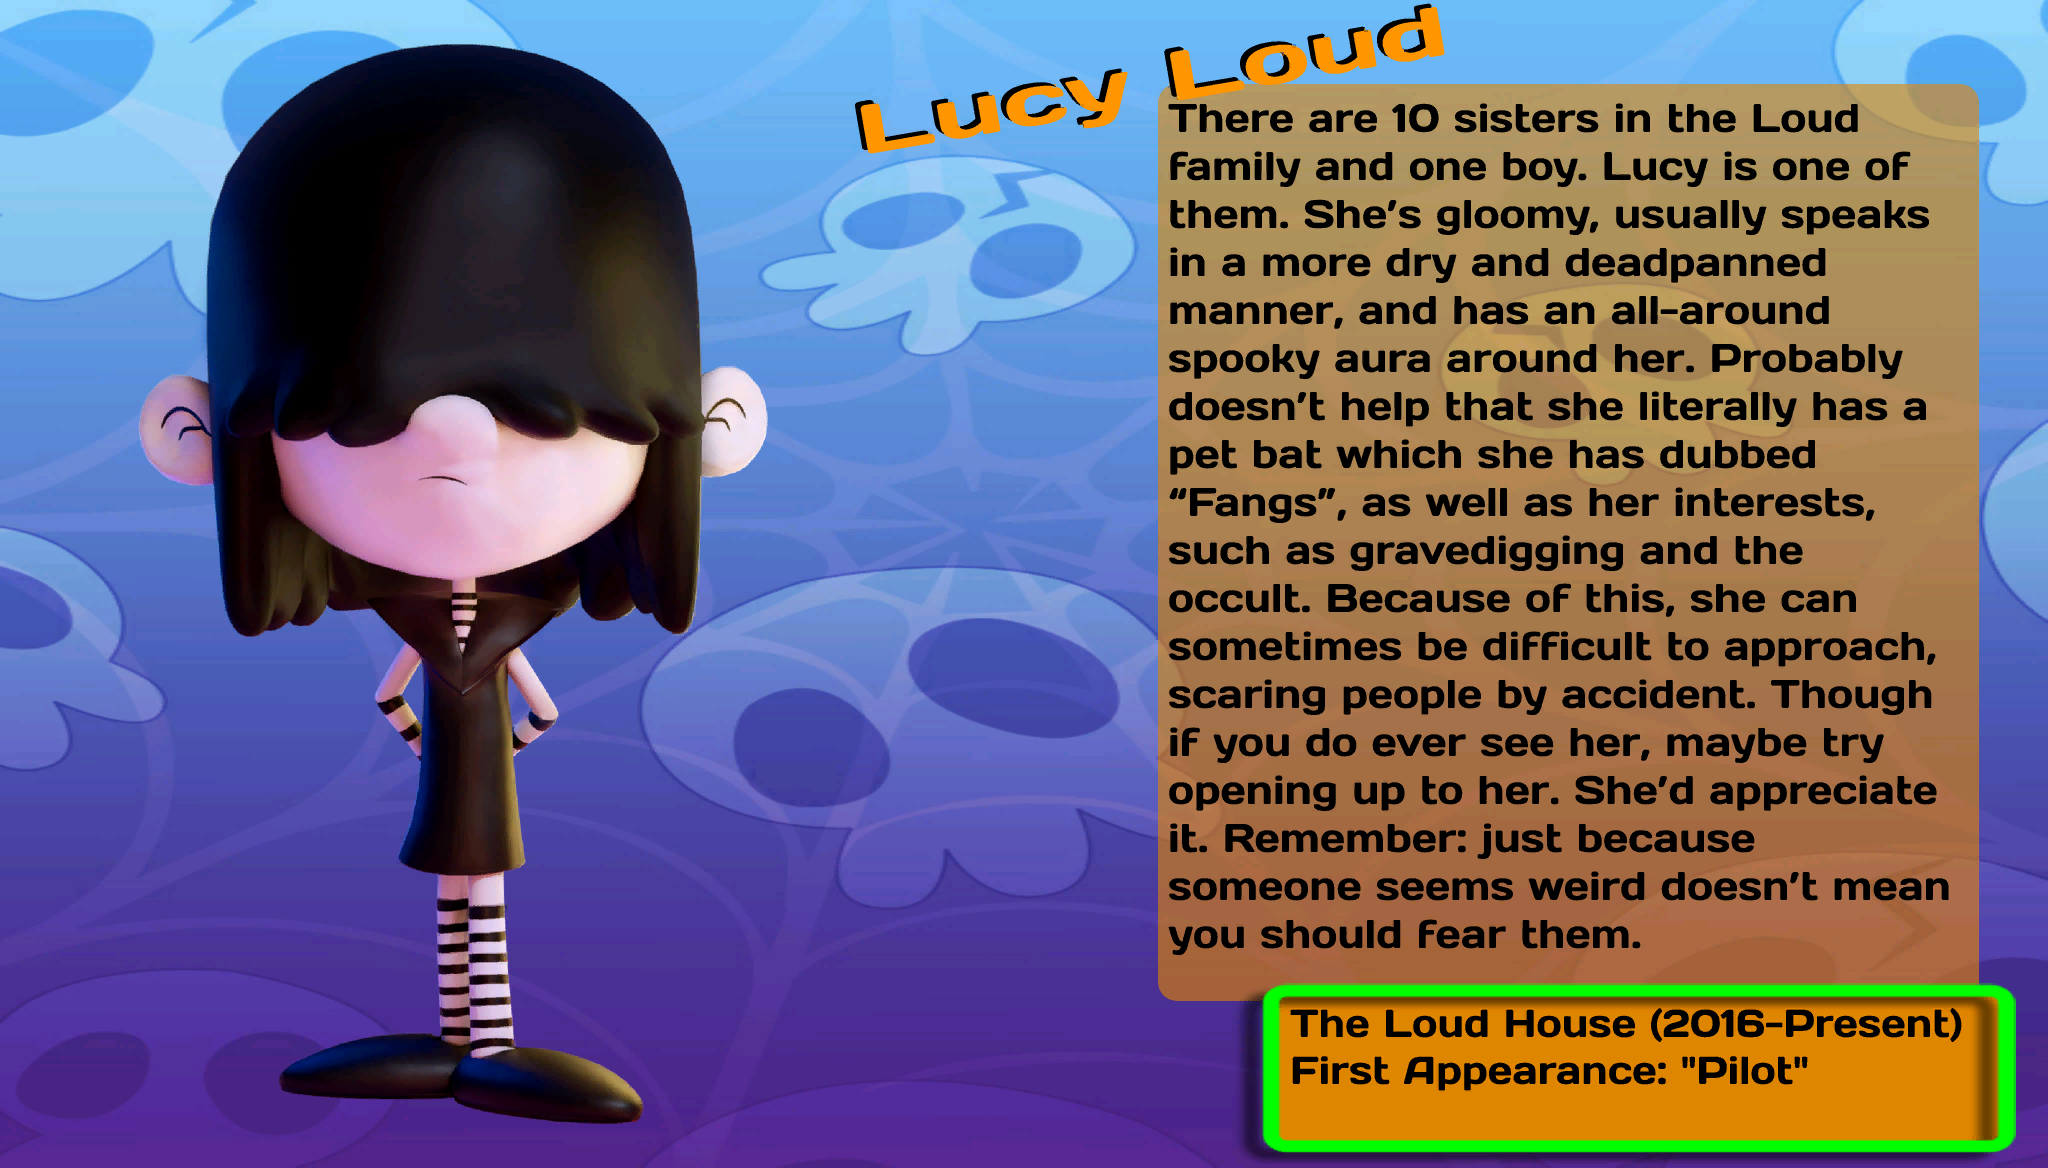 Lucy Loud
There are 10 sisters in the Loud
family and one boy. Lucy is one of
them. She’s gloomy, usually speaks
in a more dry and deadpanned
manner, and has an all-around
spooky aura around her. Probably
doesn’t help that she literally has a
pet bat which she has dubbed
“Fangs”, as well as her interests,
such as gravedigging and the
occult. Because of this, she can
sometimes be difficult to approach,
scaring people by accident. Though
if you do ever see her, maybe try
opening up to her. She’d appreciate
it. Remember: just because
someone seems weird doesn’t mean
you should fear them.
The Loud House (2016-Present)
First Appearance: "Pilot"